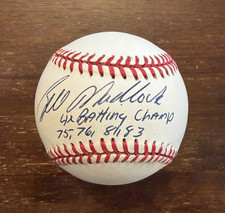 Bill Madlock
4x BATTING CHAMP
75, 76, 81, 83